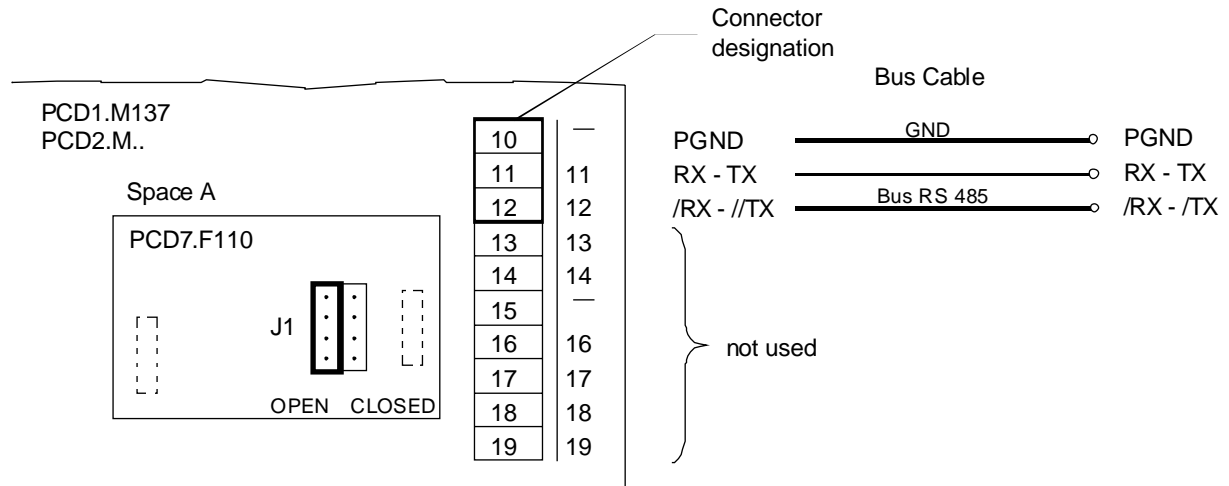 Connector
designation
Bus Cable
PCD1.M137
PCD2.M..
Space A
PCD7.F110
J1
OPEN CLOSED
10 —
11 11
12 12
13 13
14 14
15 —
16 16
17 17
18 18
19 19
PGND GND PGND
RX - TX RX - TX
/RX - //TX Bus RS 485 /RX - /TX
not used